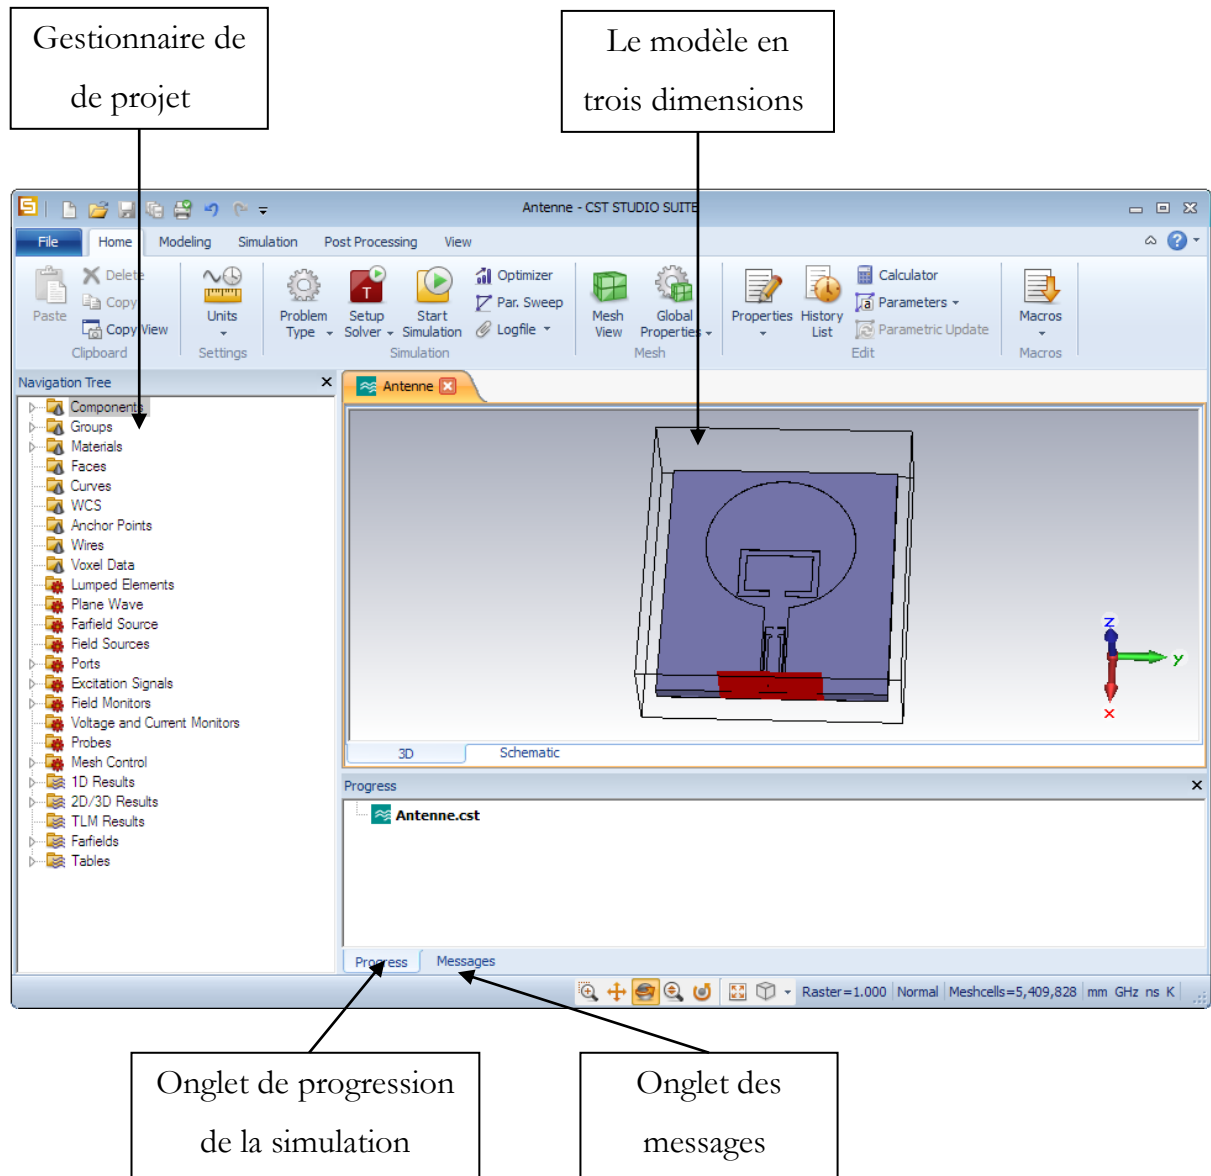 Gestionnaire de
de projet
Le modèle en
trois dimensions
Antenne - CST STUDIO SUITE
File Home Modeling Simulation Post Processing View
Paste
Delete
Copy
Copy View
Clipboard
Units
Settings
Problem
Type
Setup
Solver
Start
Simulation
Optimizer
Par. Sweep
Logfile
Simulation
Mesh
View
Global
Properties
Mesh
Properties
History
List
Calculator
Parameters
Parametric Update
Edit
Macros
Macros
Navigation Tree
Components
Groups
Materials
Faces
Curves
WCS
Anchor Points
Wires
Voxel Data
Lumped Elements
Plane Wave
Farfield Source
Field Sources
Ports
Excitation Signals
Field Monitors
Voltage and Current Monitors
Probes
Mesh Control
1D Results
2D/3D Results
TLM Results
Farfields
Tables
Antenne
z
y
x
3D Schematic
Progress
Antenne.cst
Progress Messages
Raster=1.000 Normal Meshcells=5,409,828 mm GHz ns K
Onglet de progression
de la simulation
Onglet des
messages